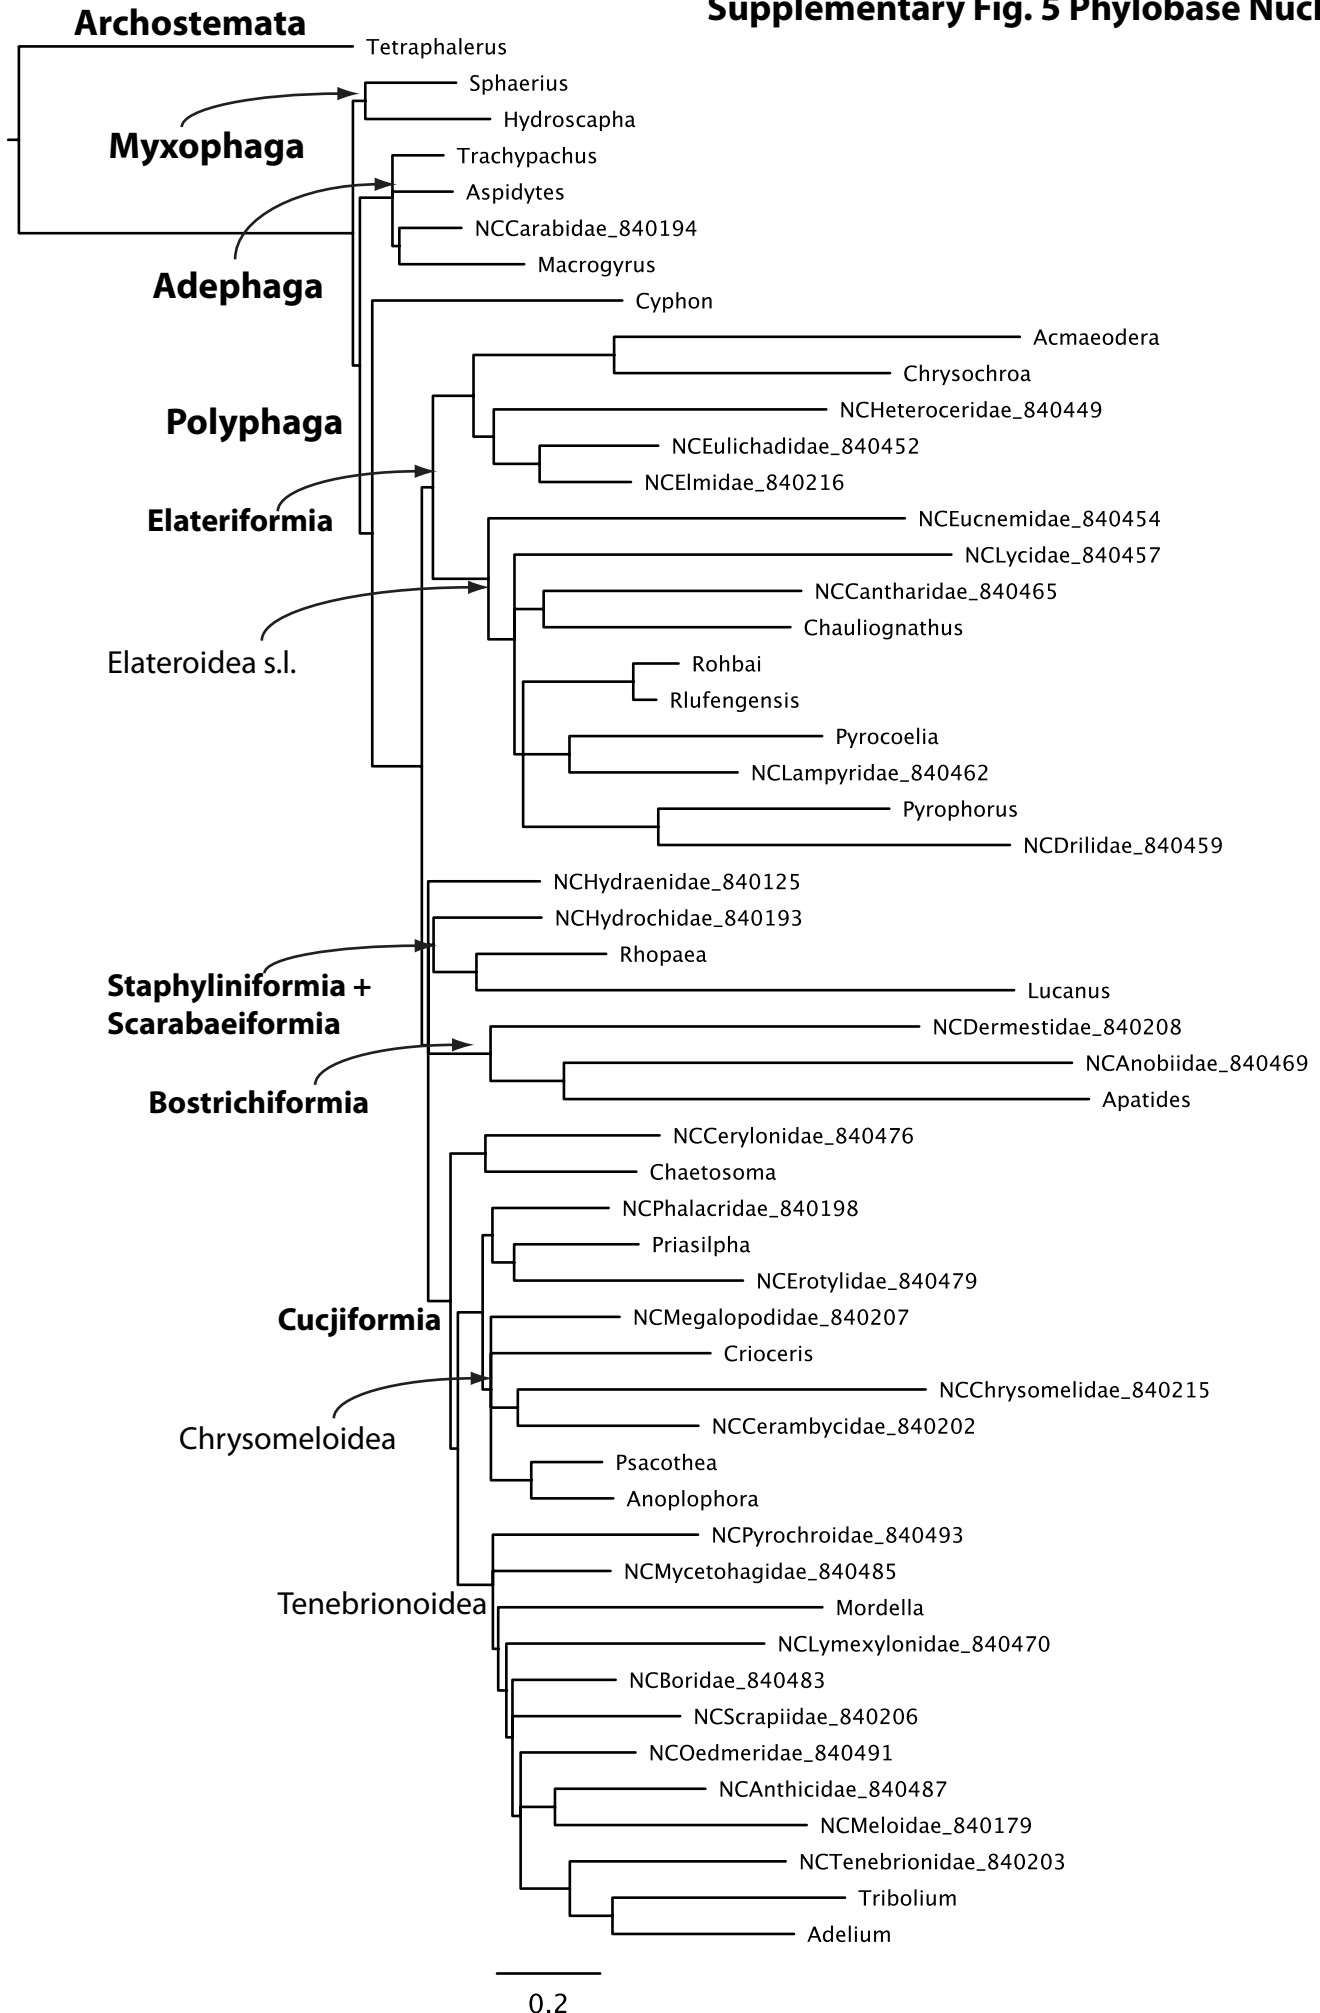 Supplementary Fig. 5 Phylobase Nucl
Archostemata
Tetraphalerus
Sphaerius
Hydroscapha
Myxophaga
Trachypachus
Aspidytes
NCCarabidae_840194
Macrogyrus
Adephaga
Cyphon
Acmaeodera
Chrysochroa
NCHeteroceridae_840449
Polyphaga
NCEulichadidae_840452
NCElmidae_840216
NCEucnemidae_840454
Elateriformia
NCLycidae_840457
NCCantharidae_840465
Chauliognathus
Elateroidea s.l.
Rohbai
Rlufengensis
Pyrocoelia
NCLampyridae_840462
Pyrophorus
NCDrilidae_840459
NCHydraenidae_840125
NCHydrochidae_840193
Rhopaea
Staphyliniformia +
Scarabaeiformia
Lucanus
NCDermestidae_840208
NCAnobiidae_840469
Bostrichiformia
Apatides
NCCerylonidae_840476
Chaetosoma
NCPhalacridae_840198
Priasilpha
NCErotylidae_840479
Cucjiformia
NCMegalopodidae_840207
Crioceris
NCChrysomelidae_840215
NCCerambycidae_840202
Chrysomeloidea
Psacothea
Anoplophora
NCPyrochroidae_840493
NCMycetohagidae_840485
Tenebrionoidea
Mordella
NCLymexylonidae_840470
NCBoridae_840483
NCScrapiidae_840206
NCOedmeridae_840491
NCAnthicidae_840487
NCMeloidae_840179
NCTenebrionidae_840203
Tribolium
Adelium
0.2